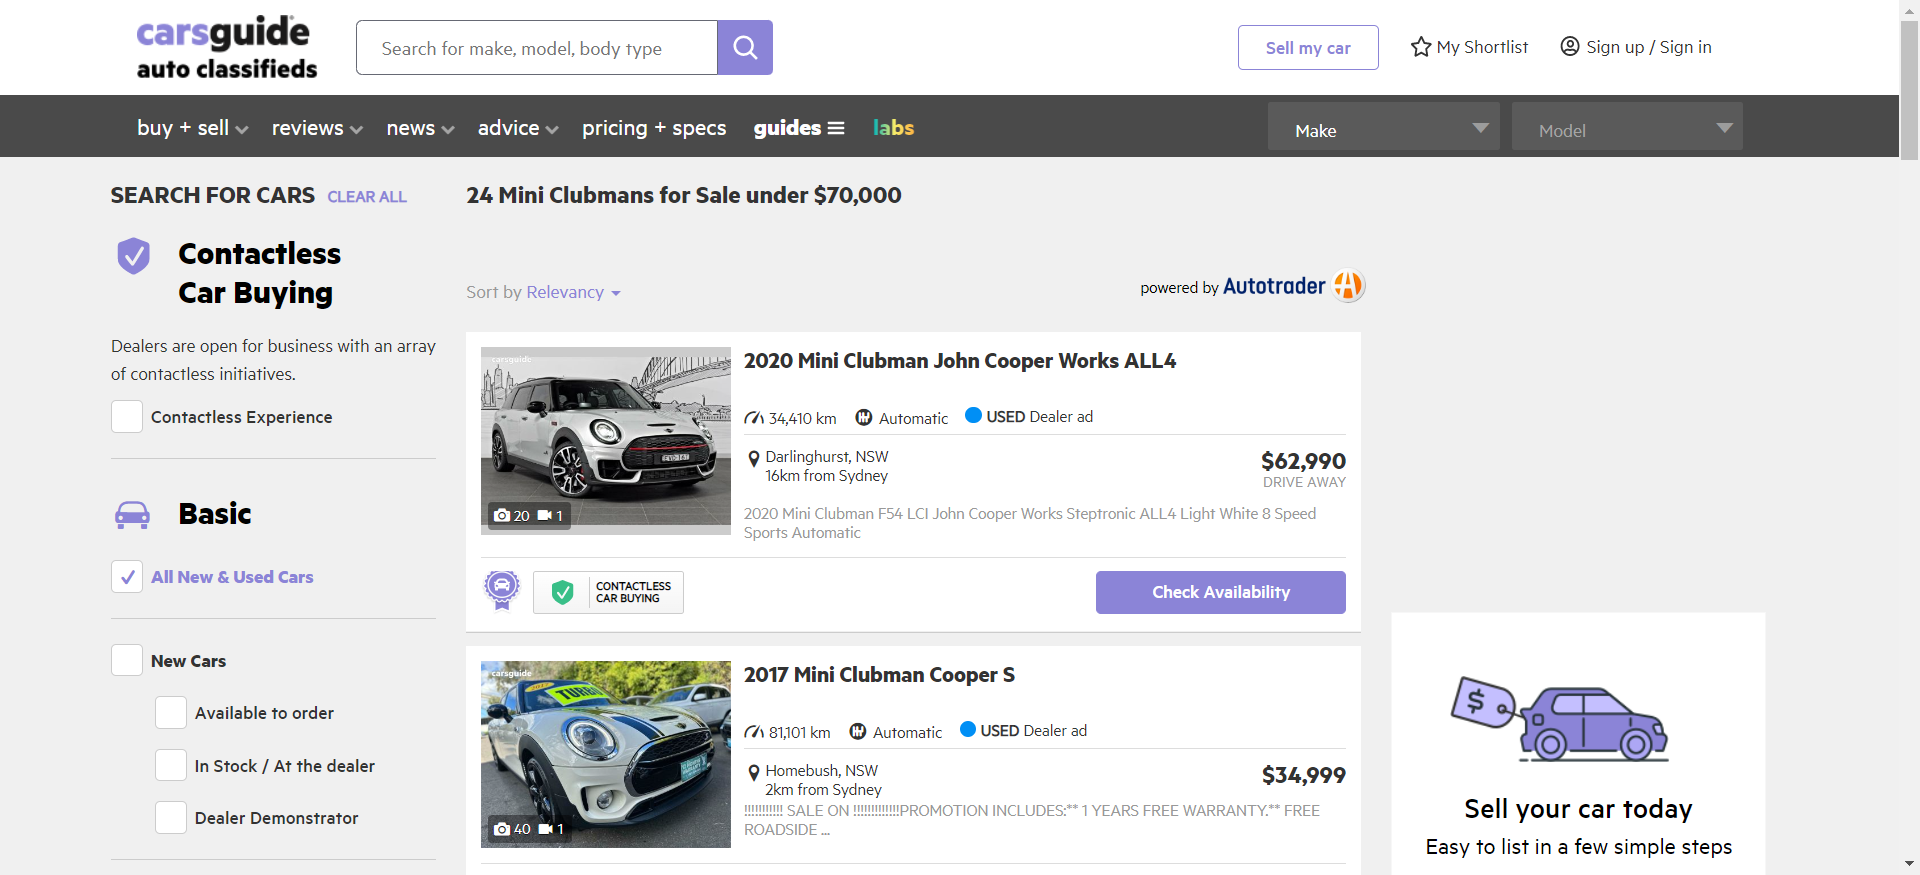 carsguide
auto classifieds
Search for make, model, body type
Sell my car
My Shortlist
Sign up / Sign in
buy + sell
reviews
news
advice
pricing + specs
guides
labs
Make
Model
SEARCH FOR CARS CLEAR ALL
Contactless
Car Buying
Dealers are open for business with an array
of contactless initiatives.
Contactless Experience
Basic
All New & Used Cars
New Cars
Available to order
In Stock / At the dealer
Dealer Demonstrator
24 Mini Clubmans for Sale under $70,000
Sort by Relevancy
powered by Autotrader
carsguide
20 1
2020 Mini Clubman John Cooper Works ALL4
34,410 km Automatic USED Dealer ad
Darlinghurst, NSW
16km from Sydney
$62,990
DRIVE AWAY
2020 Mini Clubman F54 LCI John Cooper Works Steptronic ALL4 Light White 8 Speed
Sports Automatic
CONTACTLESS
CAR BUYING
Check Availability
carsguide
TURBO
40 1
2017 Mini Clubman Cooper S
81,101 km Automatic USED Dealer ad
Homebush, NSW
2km from Sydney
$34,999
!!!!!!!!!!! SALE ON !!!!!!!!!!!!!PROMOTION INCLUDES:** 1 YEARS FREE WARRANTY.** FREE
ROADSIDE ...
$
Sell your car today
Easy to list in a few simple steps